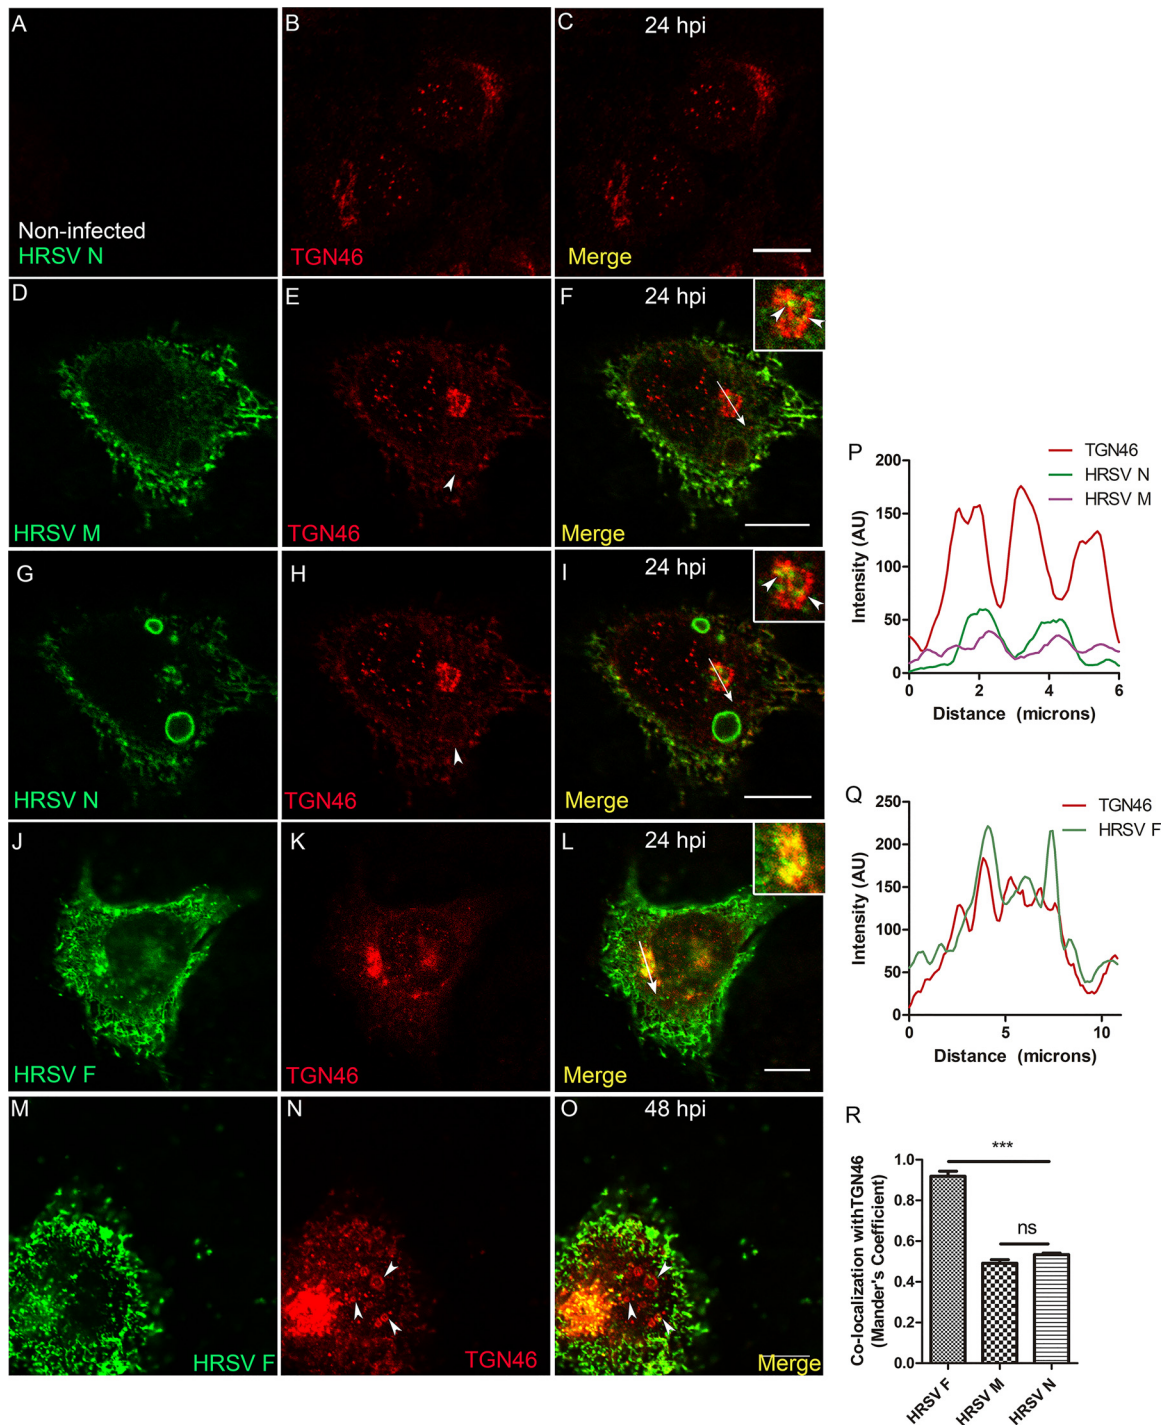 A
B
C
24 hpi
Non-infected
HRSV N
TGN46
Merge
D
E
F
24 hpi
HRSV M
TGN46
Merge
G
H
I
24 hpi
HRSV N
TGN46
Merge
J
K
L
24 hpi
HRSV F
TGN46
Merge
M
N
O
48 hpi
HRSV F
TGN46
Merge
P
TGN46
HRSV N
HRSV M
200
150
100
50
0
Intensity (AU)
0
2
4
6
Distance (microns)
Q
TGN46
HRSV F
250
200
150
100
50
0
Intensity (AU)
0
5
10
Distance (microns)
R
***
ns
1.0
0.8
0.6
0.4
0.2
0.0
Co-localization withTGN46
(Mander's Coefficient)
HRSV F
HRSV M
HRSV N